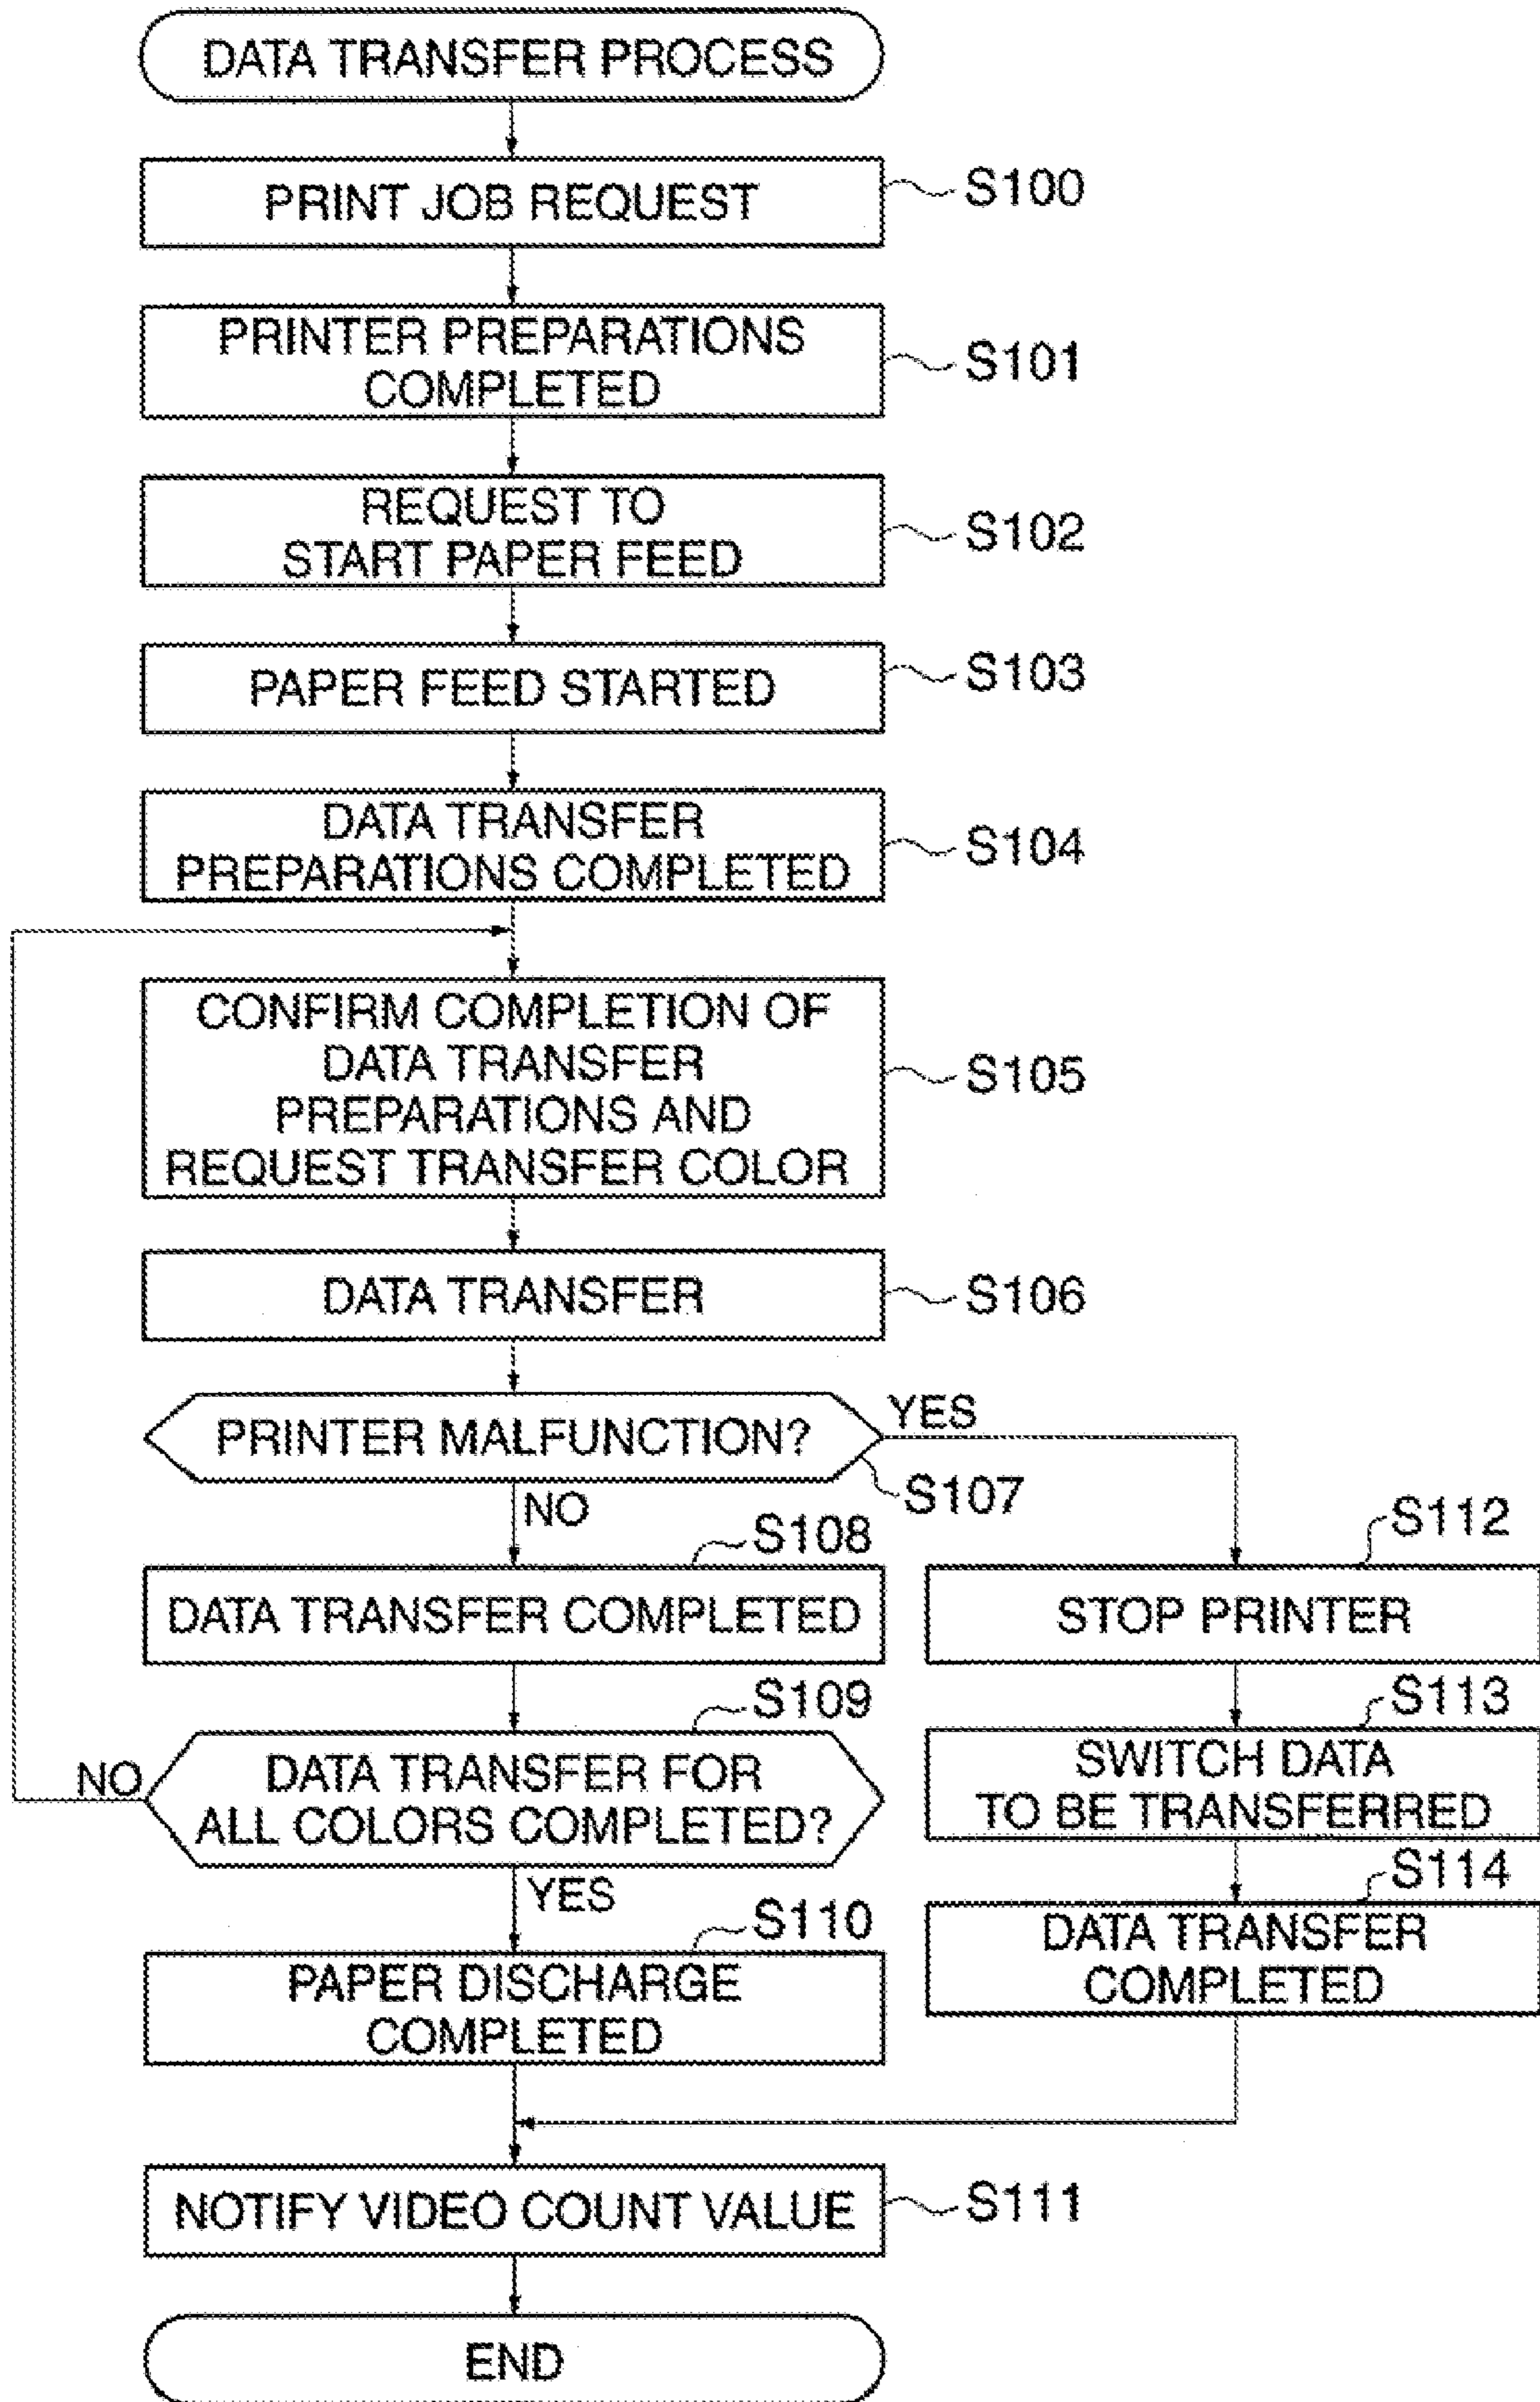 DATA TRANSFER PROCESS
PRINT JOB REQUEST
S100
PRINTER PREPARATIONS
COMPLETED
S101
REQUEST TO
START PAPER FEED
S102
PAPER FEED STARTED
S103
DATA TRANSFER
PREPARATIONS COMPLETED
S104
CONFIRM COMPLETION OF
DATA TRANSFER
PREPARATIONS AND
REQUEST TRANSFER COLOR
S105
DATA TRANSFER
S106
PRINTER MALFUNCTION?
YES
S107
NO
S108
DATA TRANSFER COMPLETED
S112
STOP PRINTER
S109
DATA TRANSFER FOR
ALL COLORS COMPLETED?
NO
YES
S113
SWITCH DATA
TO BE TRANSFERRED
S114
DATA TRANSFER
COMPLETED
S110
PAPER DISCHARGE
COMPLETED
NOTIFY VIDEO COUNT VALUE
S111
END